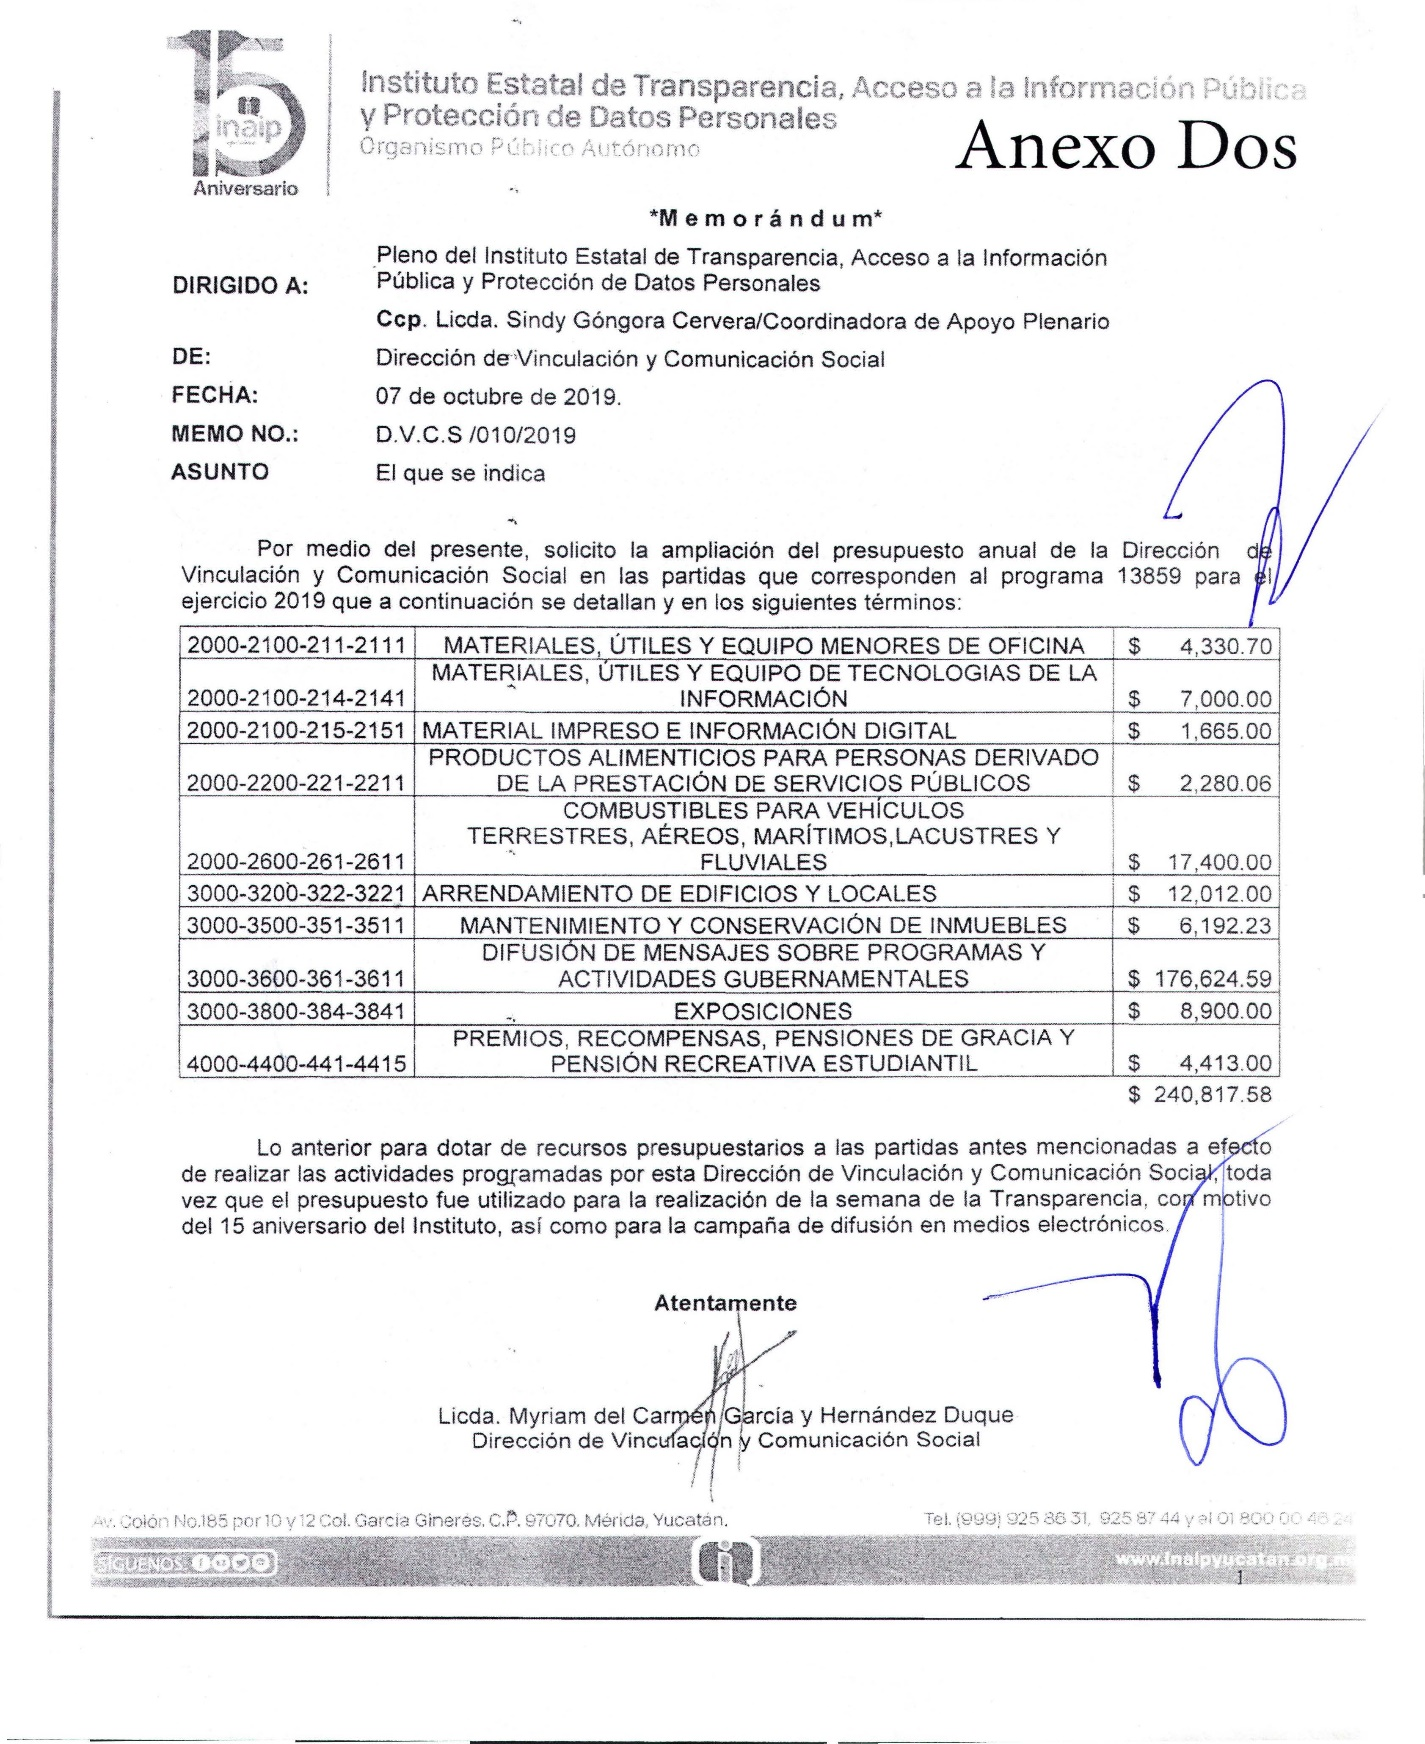 15
inaip
Aniversario
Instituto Estatal de Transparencia, Acceso a la Información Pública
y Protección de Datos Personales
Organismo Público Autónomo
Anexo Dos
*Memorándum*
DIRIGIDO A:
Pleno del Instituto Estatal de Transparencia, Acceso a la Información
Pública y Protección de Datos Personales
Ccp. Licda. Sindy Góngora Cervera/Coordinadora de Apoyo Plenario
DE: Dirección de Vinculación y Comunicación Social
FECHA: 07 de octubre de 2019.
MEMO NO.: D.V.C.S /010/2019
ASUNTO El que se indica
Por medio del presente, solicito la ampliación del presupuesto anual de la Dirección de
Vinculación y Comunicación Social en las partidas que corresponden al programa 13859 para el
ejercicio 2019 que a continuación se detallan y en los siguientes términos:
2000-2100-211-2111 MATERIALES, ÚTILES Y EQUIPO MENORES DE OFICINA $ 4,330.70
MATERIALES, ÚTILES Y EQUIPO DE TECNOLOGIAS DE LA
2000-2100-214-2141 INFORMACIÓN $ 7,000.00
2000-2100-215-2151 MATERIAL IMPRESO E INFORMACIÓN DIGITAL $ 1,665.00
PRODUCTOS ALIMENTICIOS PARA PERSONAS DERIVADO
2000-2200-221-2211 DE LA PRESTACIÓN DE SERVICIOS PÚBLICOS $ 2,280.06
COMBUSTIBLES PARA VEHÍCULOS
TERRESTRES, AÉREOS, MARÍTIMOS,LACUSTRES Y
2000-2600-261-2611 FLUVIALES $ 17,400.00
3000-3200-322-3221 ARRENDAMIENTO DE EDIFICIOS Y LOCALES $ 12,012.00
3000-3500-351-3511 MANTENIMIENTO Y CONSERVACIÓN DE INMUEBLES $ 6,192.23
DIFUSIÓN DE MENSAJES SOBRE PROGRAMAS Y
3000-3600-361-3611 ACTIVIDADES GUBERNAMENTALES $ 176,624.59
3000-3800-384-3841 EXPOSICIONES $ 8,900.00
PREMIOS, RECOMPENSAS, PENSIONES DE GRACIA Y
4000-4400-441-4415 PENSIÓN RECREATIVA ESTUDIANTIL $ 4,413.00
$ 240,817.58
Lo anterior para dotar de recursos presupuestarios a las partidas antes mencionadas a efecto
de realizar las actividades programadas por esta Dirección de Vinculación y Comunicación Social, toda
vez que el presupuesto fue utilizado para la realización de la semana de la Transparencia, con motivo
del 15 aniversario del Instituto, así como para la campaña de difusión en medios electrónicos.
Atentamente
Licda. Myriam del Carmen García y Hernández Duque
Dirección de Vinculación y Comunicación Social
Av. Colón No.185 por 10 y 12 Col. García Ginerés. C.P. 97070. Mérida, Yucatán.
Tel. (999) 925 86 31, 925 87 44 y al 01 800 00 46 24
SÍGUENOS:
www.inaipyucatan.org.m
1